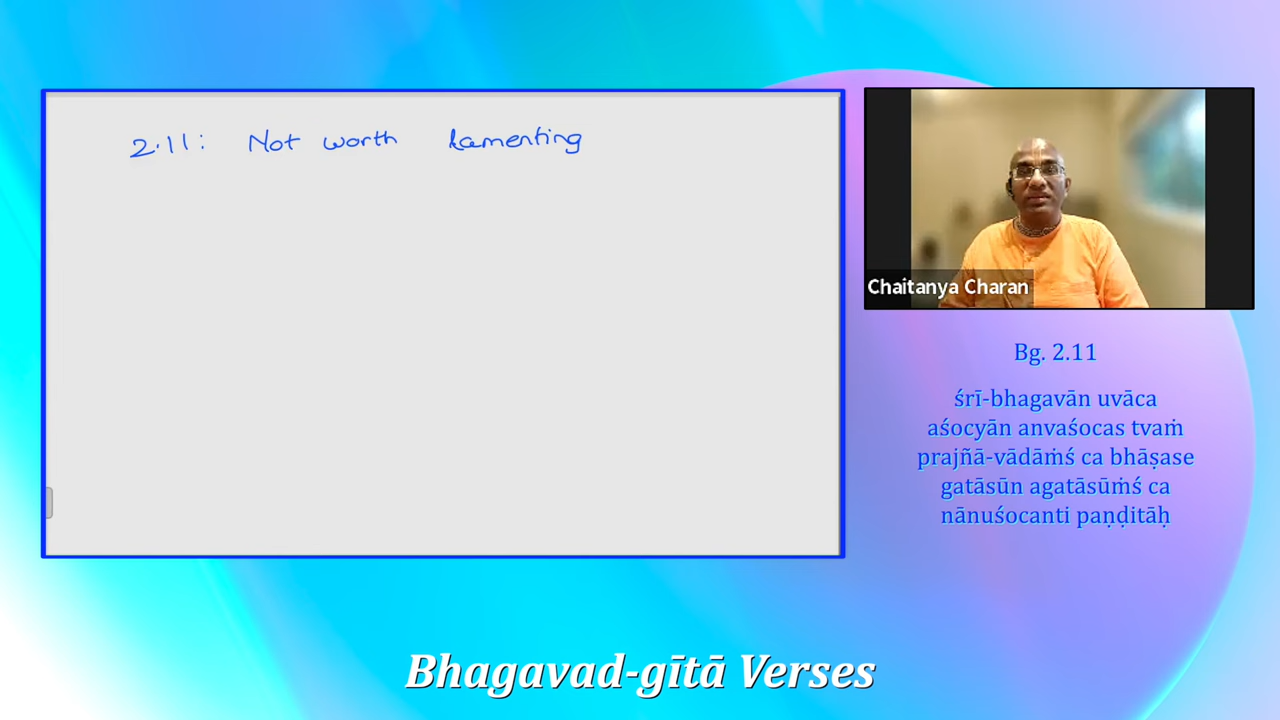 2.11: Not worth lamenting
Chaitanya Charan
Bg. 2.11
śrī-bhagavān uvāca
aśocyān anvaśocas tvaṁ
prajñā-vādāṁś ca bhāṣase
gatāsūn agatāsūṁś ca
nānuśocanti paṇḍitāḥ
Bhagavad-gītā Verses